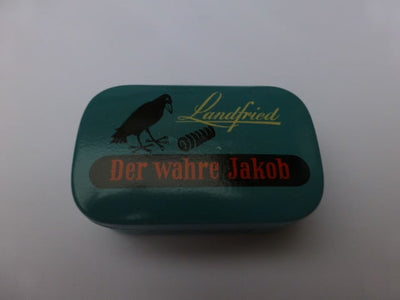 Landfried
Der wahre Jakob